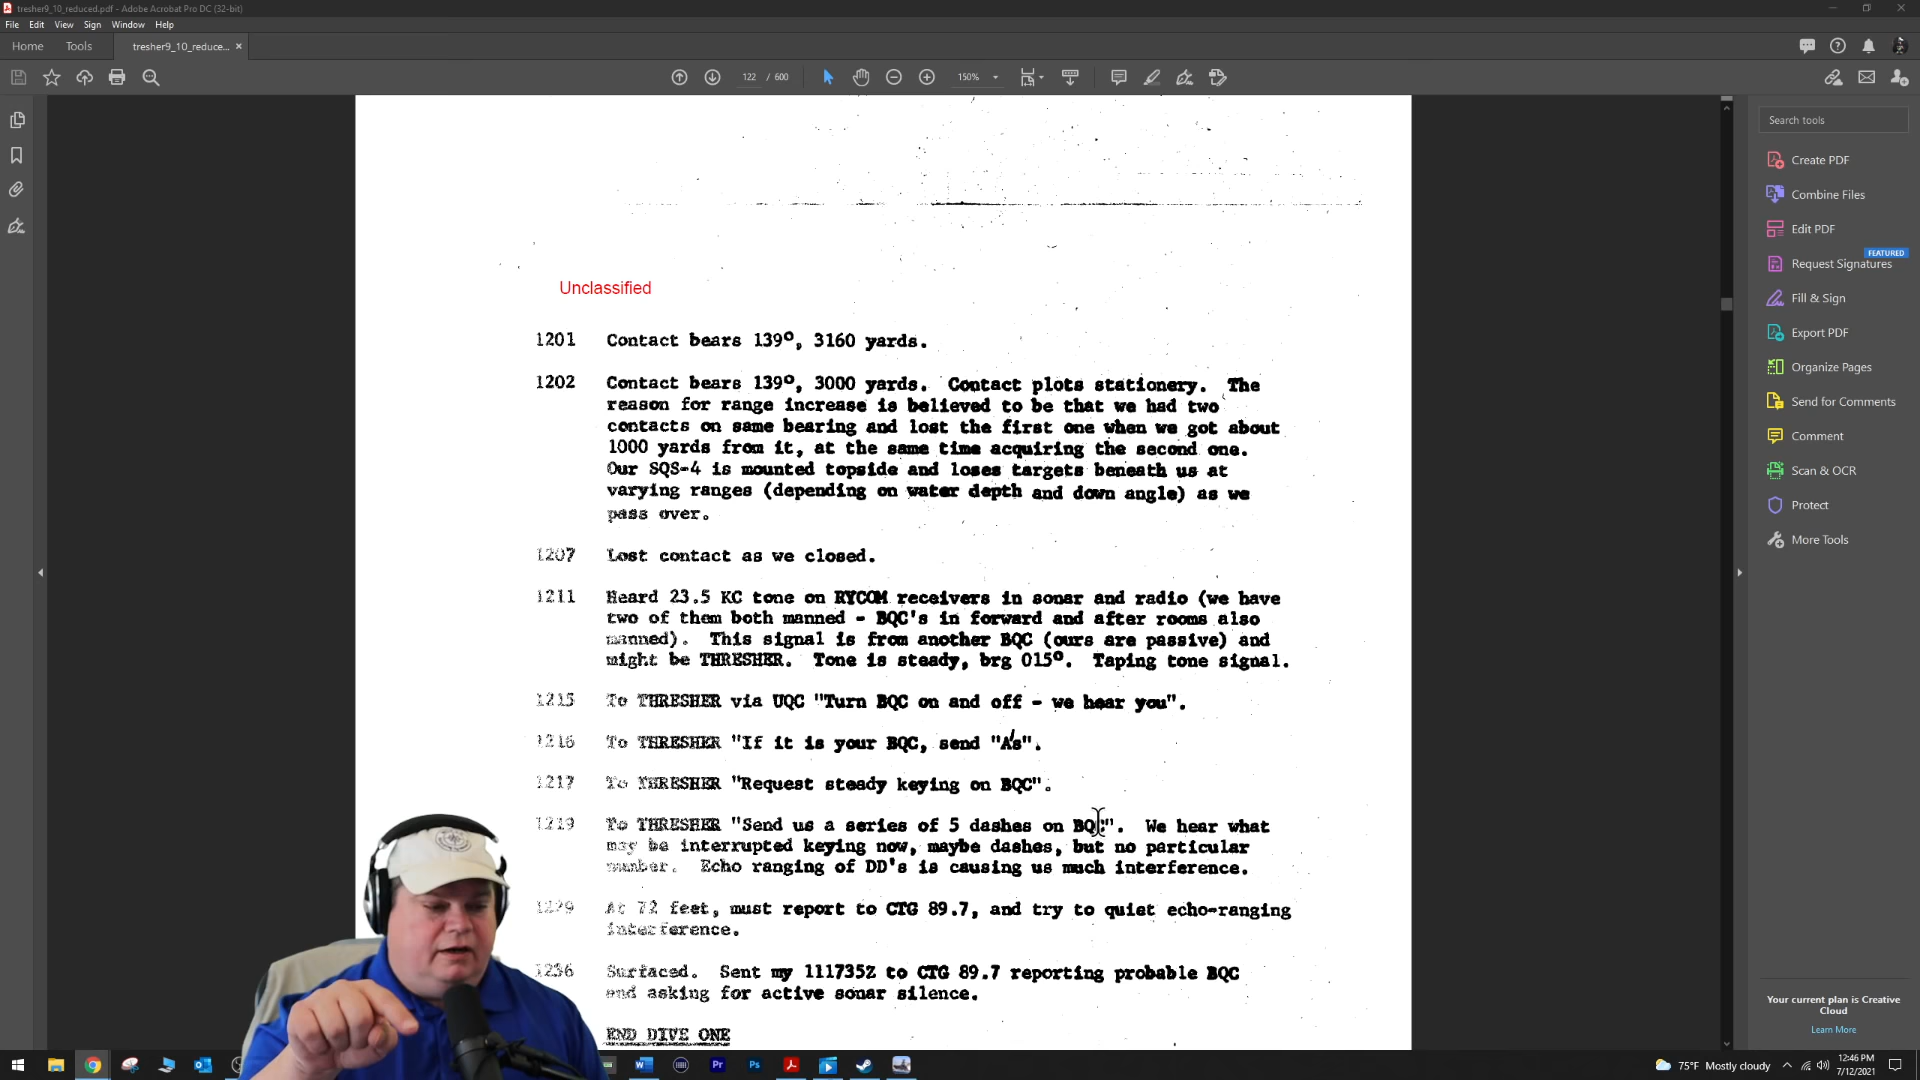 tresher9_10_reduced.pdf - Adobe Acrobat Pro DC (32-bit)
File Edit View Sign Window Help
Home Tools tresher9_10_reduce... ×
122 / 600 150%
Search tools
Create PDF
Combine Files
Edit PDF
FEATURED
Request Signatures
Fill & Sign
Export PDF
Organize Pages
Send for Comments
Comment
Scan & OCR
Protect
More Tools
Unclassified
1201 Contact bears 139°, 3160 yards.
1202 Contact bears 139°, 3000 yards. Contact plots stationery. The
reason for range increase is believed to be that we had two
contacts on same bearing and lost the first one when we got about
1000 yards from it, at the same time acquiring the second one.
Our SQS-4 is mounted topside and loses targets beneath us at
varying ranges (depending on water depth and down angle) as we
pass over.
1207 Lost contact as we closed.
1211 Heard 23.5 KC tone on RYCOM receivers in sonar and radio (we have
two of them both manned - BQC's in forward and after rooms also
manned). This signal is from another BQC (ours are passive) and
might be THRESHER. Tone is steady, brg 015°. Taping tone signal.
1215 To THRESHER via UQC "Turn BQC on and off - we hear you".
1216 To THRESHER "If it is your BQC, send "A's".
1217 To THRESHER "Request steady keying on BQC".
1219 To THRESHER "Send us a series of 5 dashes on BQC". We hear what
may be interrupted keying now, maybe dashes, but no particular
number. Echo ranging of DD's is causing us much interference.
1229 At 72 feet, must report to CTG 89.7, and try to quiet echo-ranging
interference.
1236 Surfaced. Sent my 111735Z to CTG 89.7 reporting probable BQC
and asking for active sonar silence.
END DIVE ONE
Your current plan is Creative
Cloud
Learn More
75°F Mostly cloudy
12:46 PM
7/12/2021